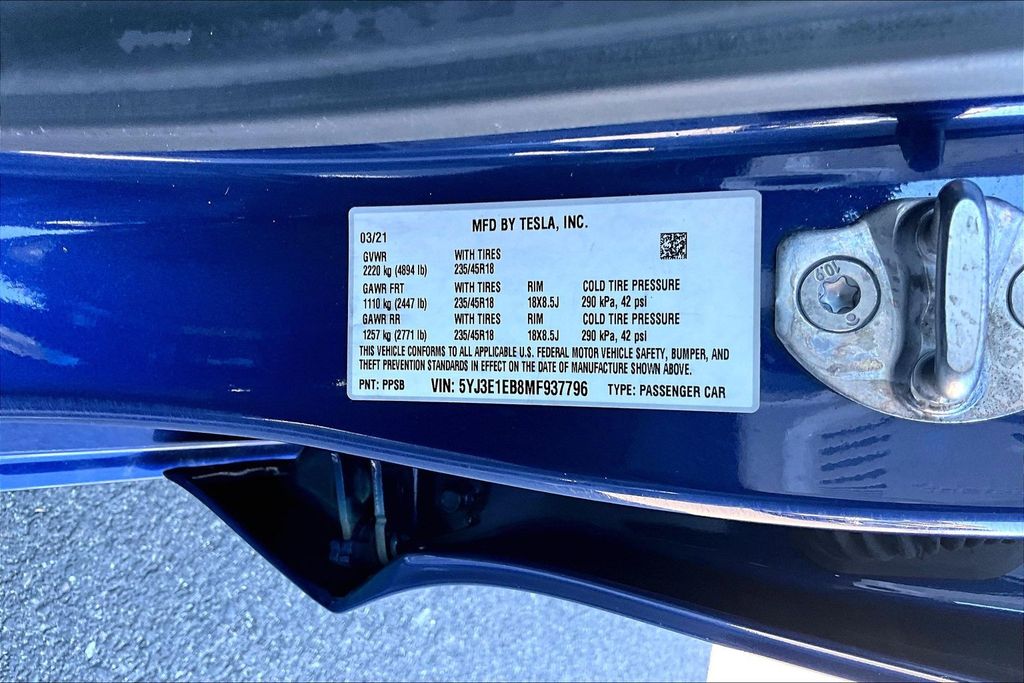 MFD BY TESLA, INC.
03/21
GVWR WITH TIRES
2220 kg (4894 lb) 235/45R18
GAWR FRT WITH TIRES RIM COLD TIRE PRESSURE
1110 kg (2447 lb) 235/45R18 18X8.5J 290 kPa, 42 psi
GAWR RR WITH TIRES RIM COLD TIRE PRESSURE
1257 kg (2771 lb) 235/45R18 18X8.5J 290 kPa, 42 psi
THIS VEHICLE CONFORMS TO ALL APPLICABLE U.S. FEDERAL MOTOR VEHICLE SAFETY, BUMPER, AND
THEFT PREVENTION STANDARDS IN EFFECT ON THE DATE OF MANUFACTURE SHOWN ABOVE.
PNT: PPSB VIN: 5YJ3E1EB8MF937796 TYPE: PASSENGER CAR
10.9